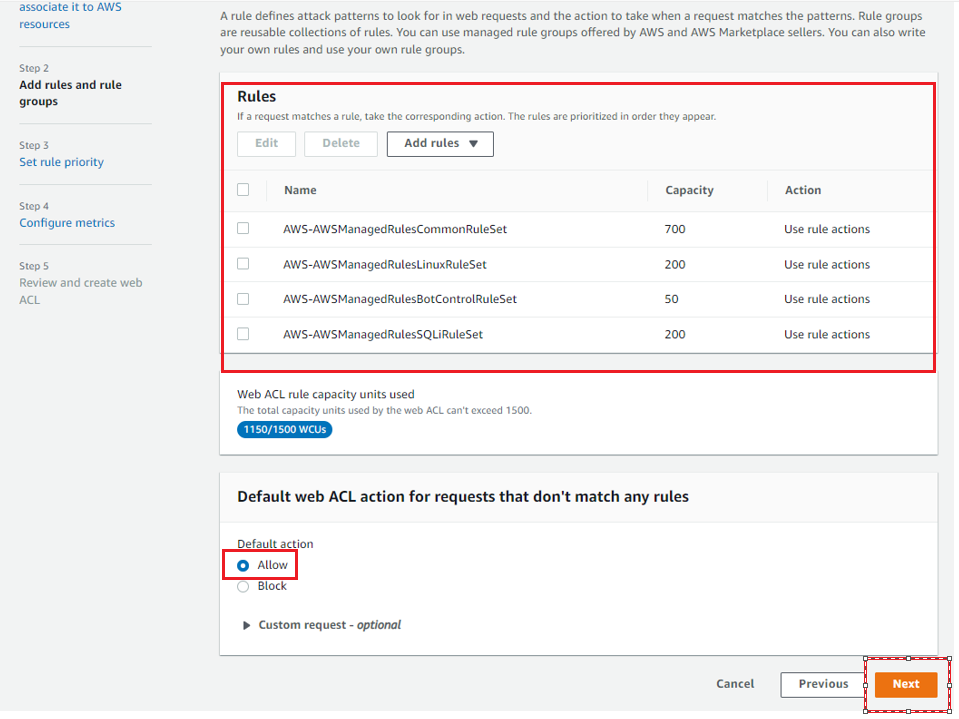 associate it to AWS
resources
Step 2
Add rules and rule
groups
Step 3
Set rule priority
Step 4
Configure metrics
Step 5
Review and create web
ACL
A rule defines attack patterns to look for in web requests and the action to take when a request matches the patterns. Rule groups
are reusable collections of rules. You can use managed rule groups offered by AWS and AWS Marketplace sellers. You can also write
your own rules and use your own rule groups.
Rules
If a request matches a rule, take the corresponding action. The rules are prioritized in order they appear.
Edit Delete Add rules
Name Capacity Action
AWS-AWSManagedRulesCommonRuleSet 700 Use rule actions
AWS-AWSManagedRulesLinuxRuleSet 200 Use rule actions
AWS-AWSManagedRulesBotControlRuleSet 50 Use rule actions
AWS-AWSManagedRulesSQLiRuleSet 200 Use rule actions
Web ACL rule capacity units used
The total capacity units used by the web ACL can't exceed 1500.
1150/1500 WCUs
Default web ACL action for requests that don't match any rules
Default action
Allow
Block
Custom request - optional
Cancel Previous Next